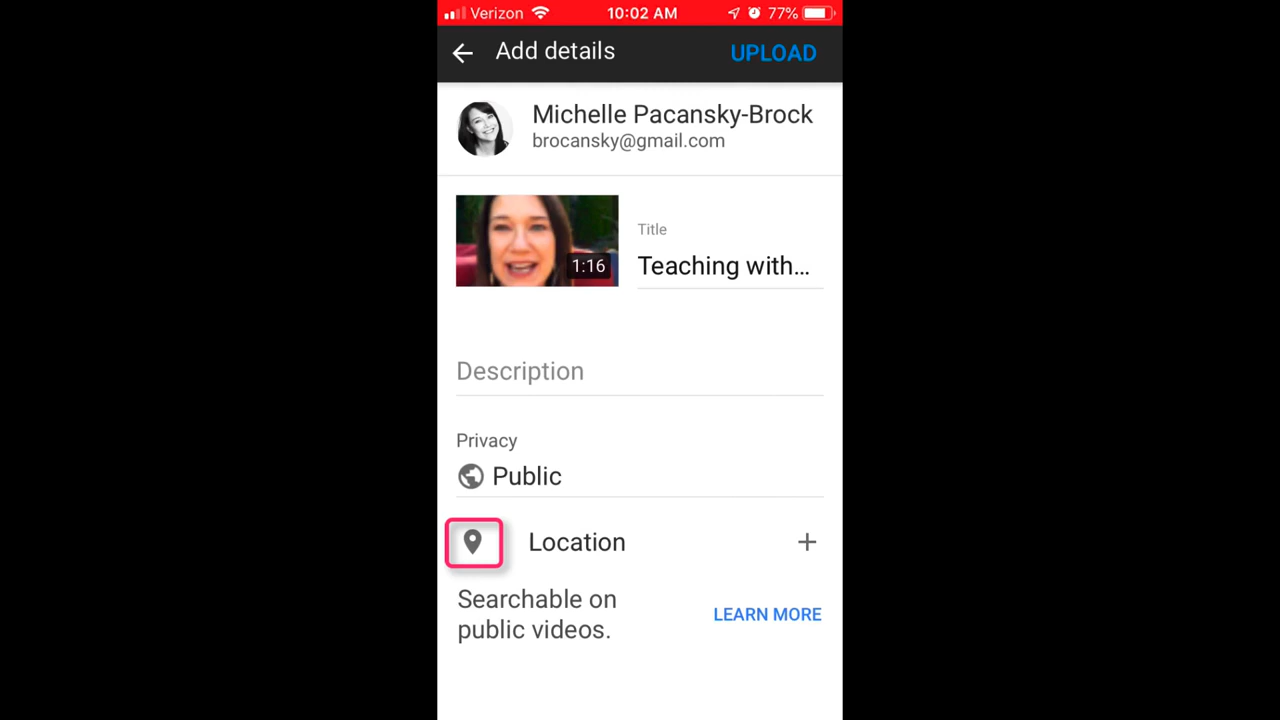 Verizon 10:02 AM 77%
Add details UPLOAD
Michelle Pacansky-Brock
brocansky@gmail.com
1:16
Title
Teaching with...
Description
Privacy
Public
Location +
Searchable on
public videos.
LEARN MORE